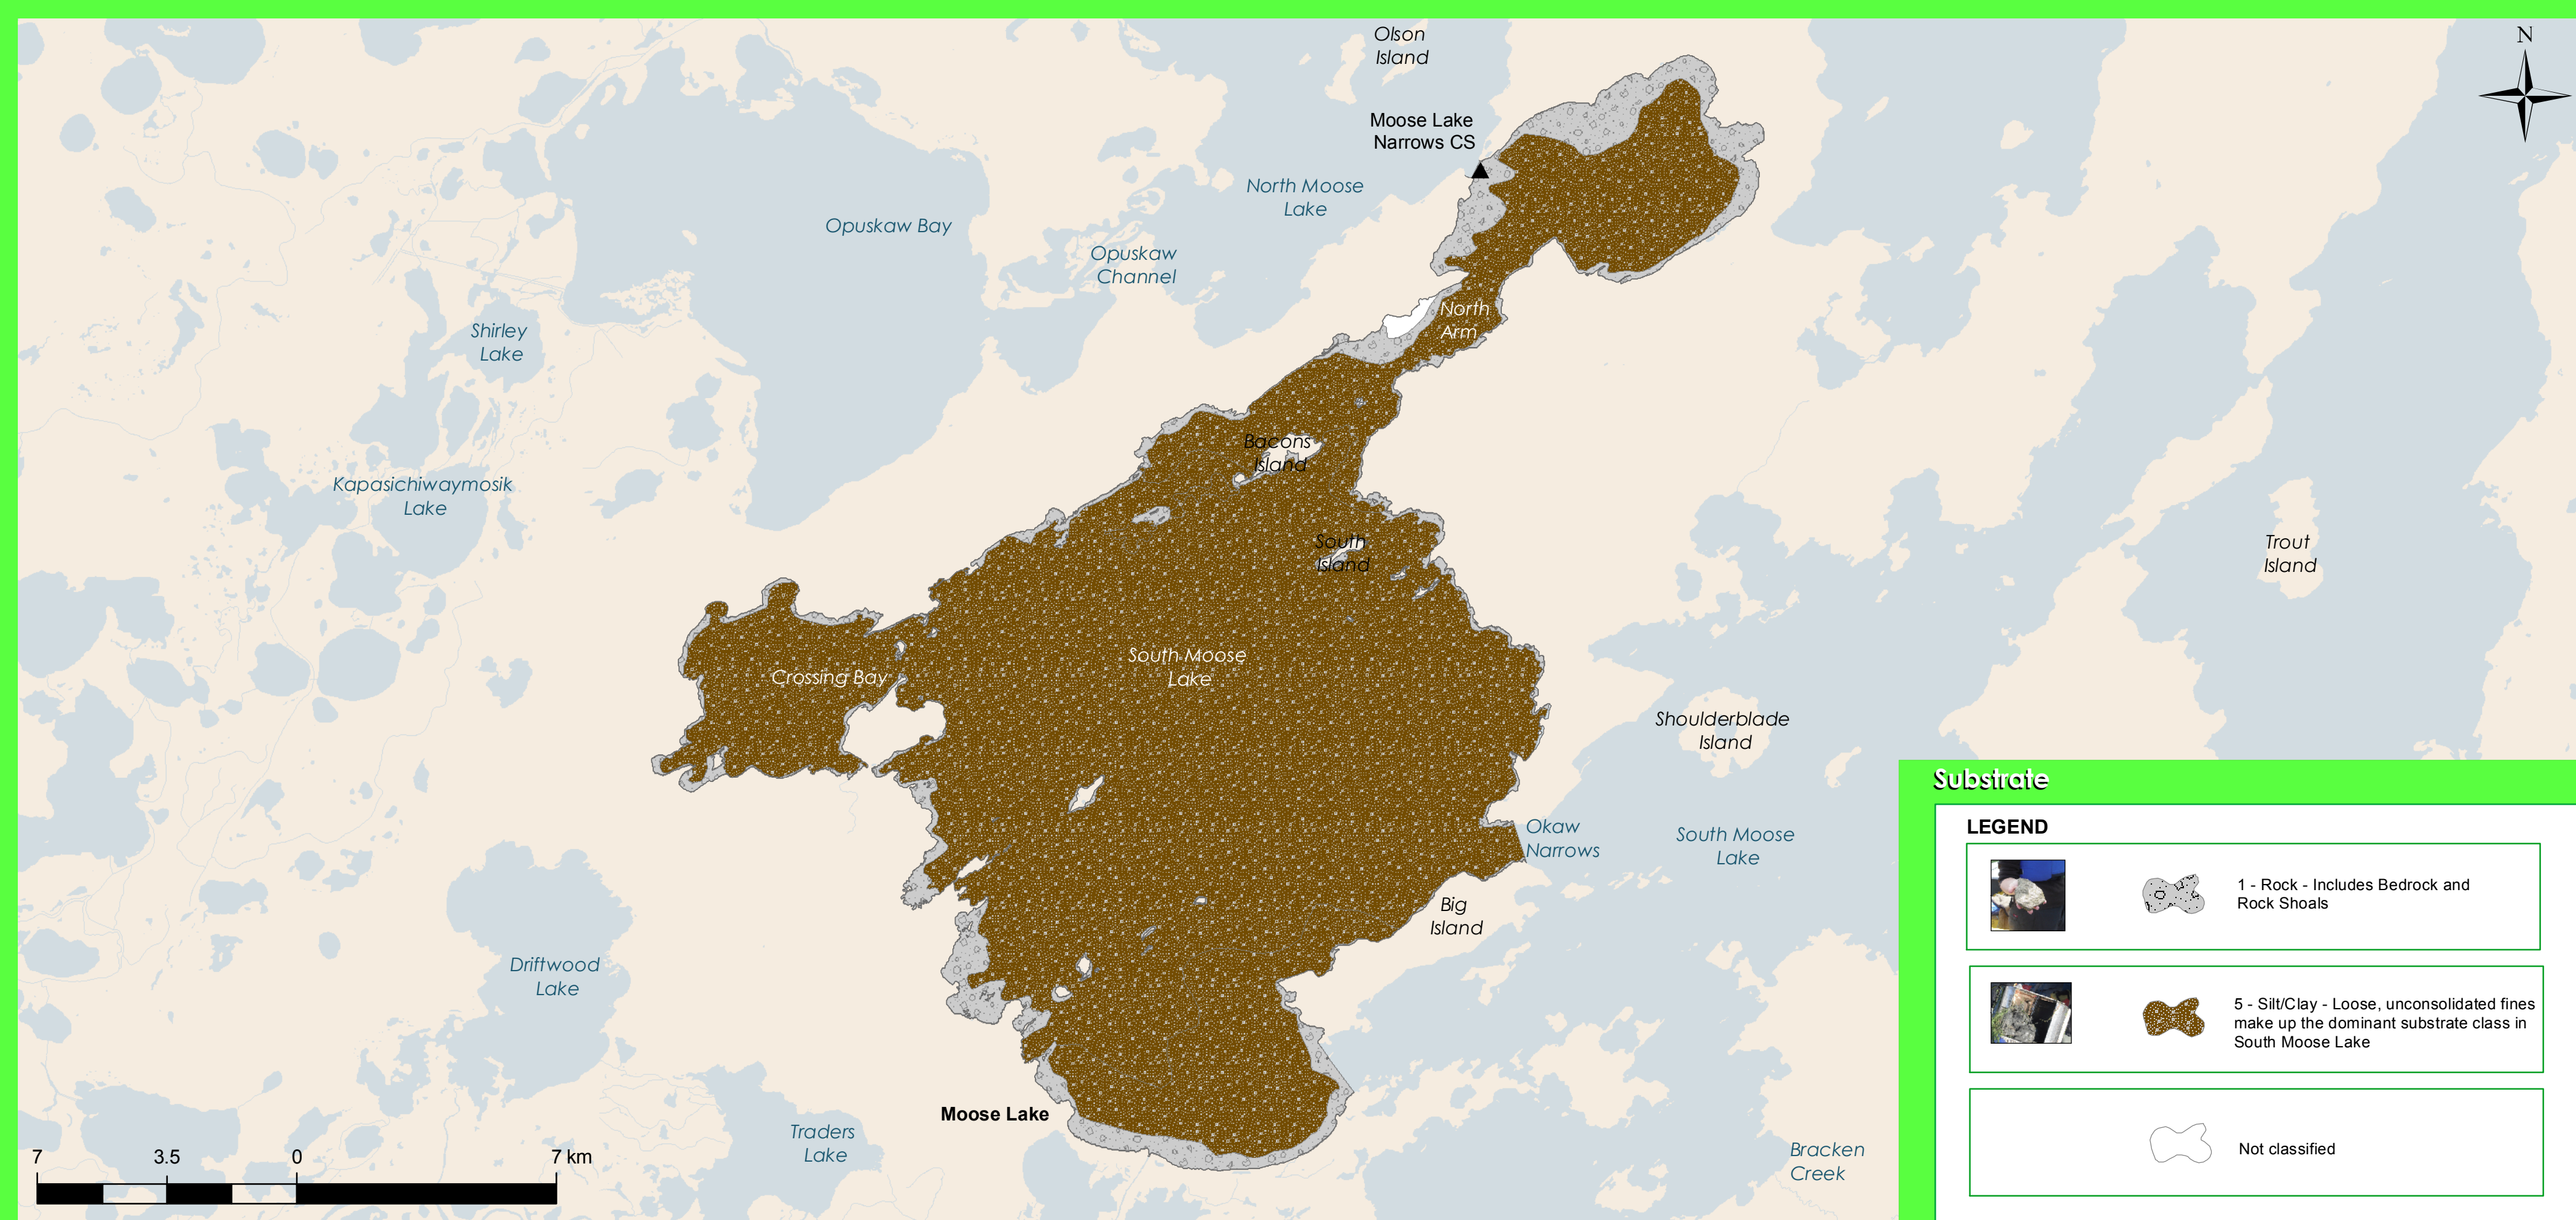 Olson
Island
N
Moose Lake
Narrows CS
North Moose
Lake
Opuskaw Bay
Opuskaw
Channel
North
Arm
Shirley
Lake
Bacons
Island
Kapasichiwaymosik
Lake
South
Island
Trout
Island
South Moose
Lake
Crossing Bay
Shoulderblade
Island
Okaw
Narrows
South Moose
Lake
Big
Island
Driftwood
Lake
Moose Lake
Traders
Lake
Bracken
Creek
7 3.5 0 7 km
Substrate
LEGEND
1 - Rock - Includes Bedrock and
Rock Shoals
5 - Silt/Clay - Loose, unconsolidated fines
make up the dominant substrate class in
South Moose Lake
Not classified